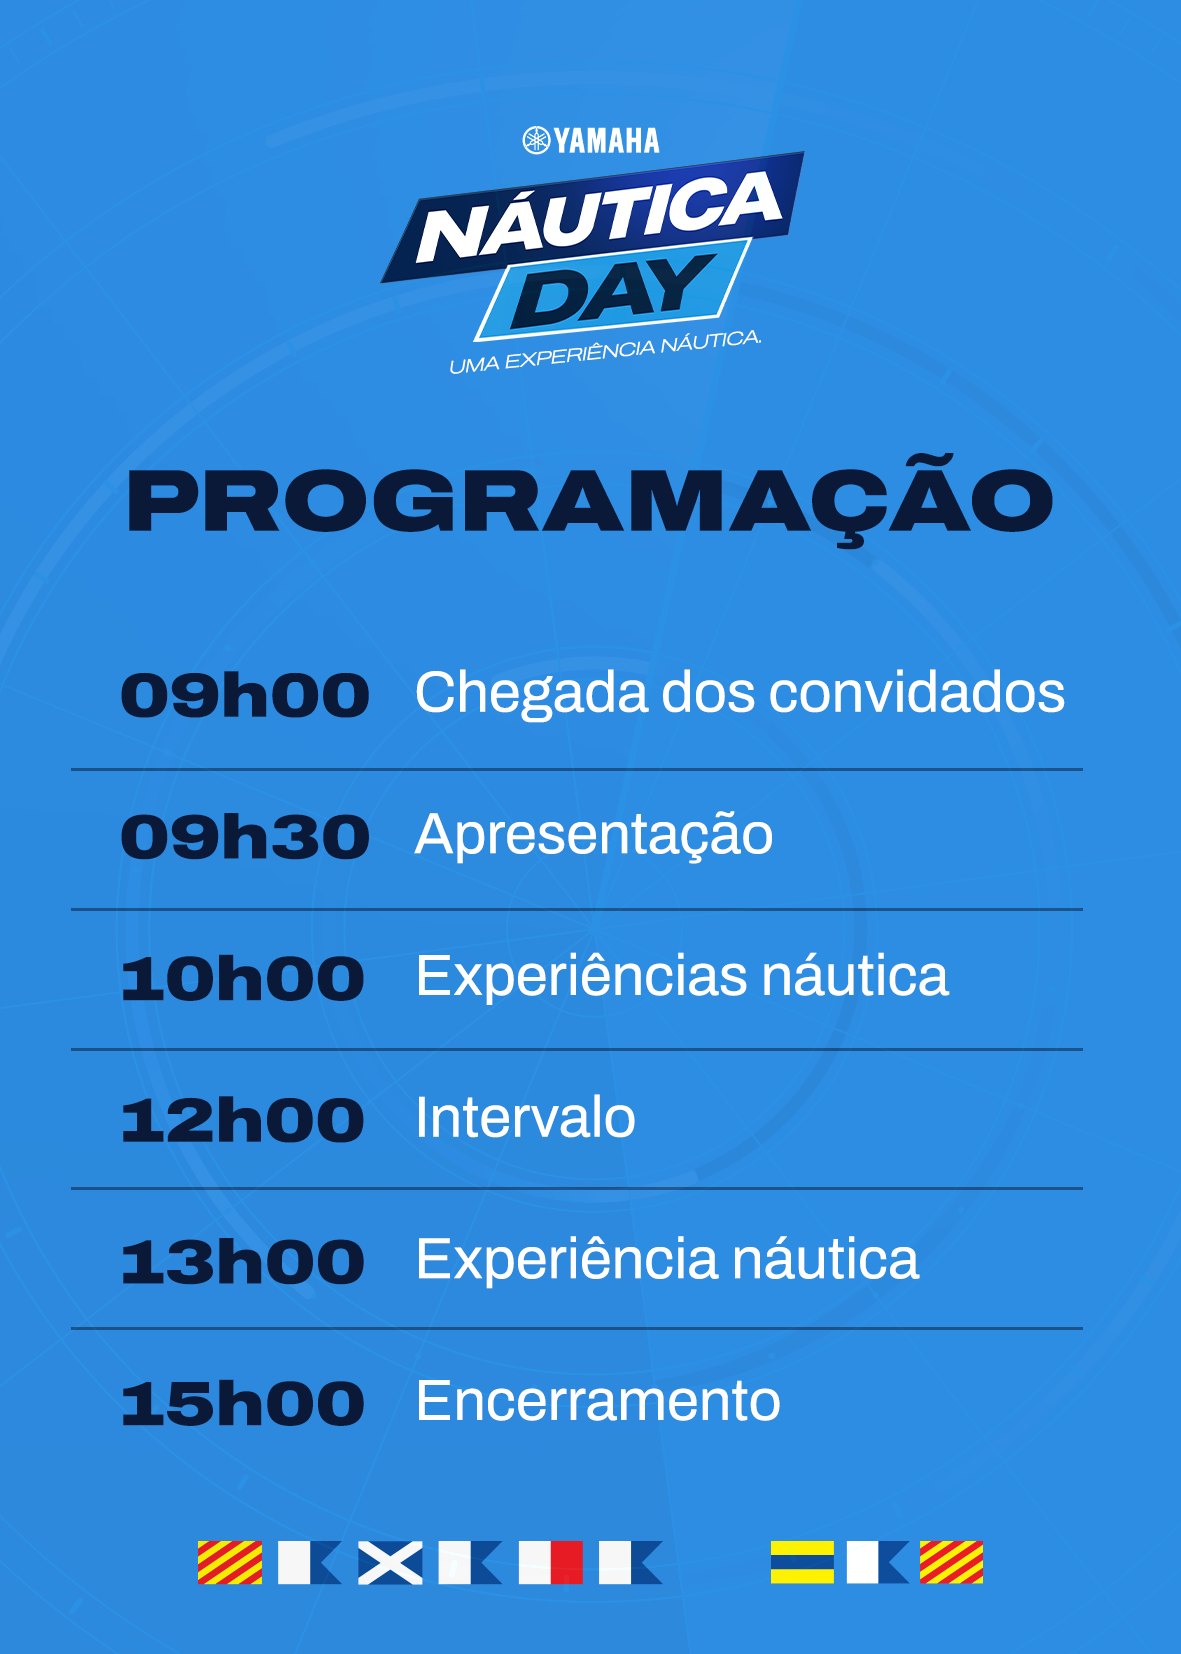 YAMAHA
NÁUTICA
DAY
UMA EXPERIÊNCIA NÁUTICA.
PROGRAMAÇÃO
09h00 Chegada dos convidados
09h30 Apresentação
10h00 Experiências náutica
12h00 Intervalo
13h00 Experiência náutica
15h00 Encerramento